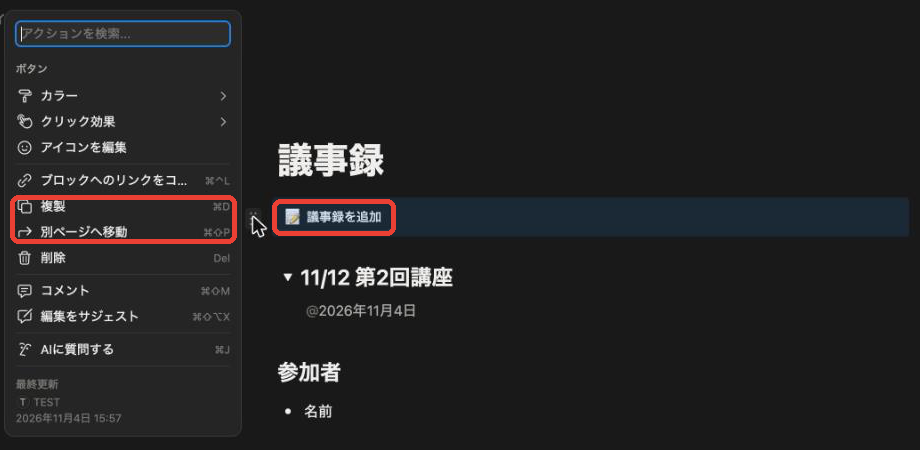 アクションを検索...
ボタン
カラー
クリック効果
アイコンを編集
ブロックへのリンクをコ... ⌘^L
複製 ⌘D
別ページへ移動 ⌘⇧P
削除 Del
コメント ⌘⇧M
編集をサジェスト ⌘⇧⌥X
AIに質問する ⌘J
最終更新
T TEST
2026年11月4日 15:57
議事録
議事録を追加
11/12 第2回講座
@2026年11月4日
参加者
• 名前